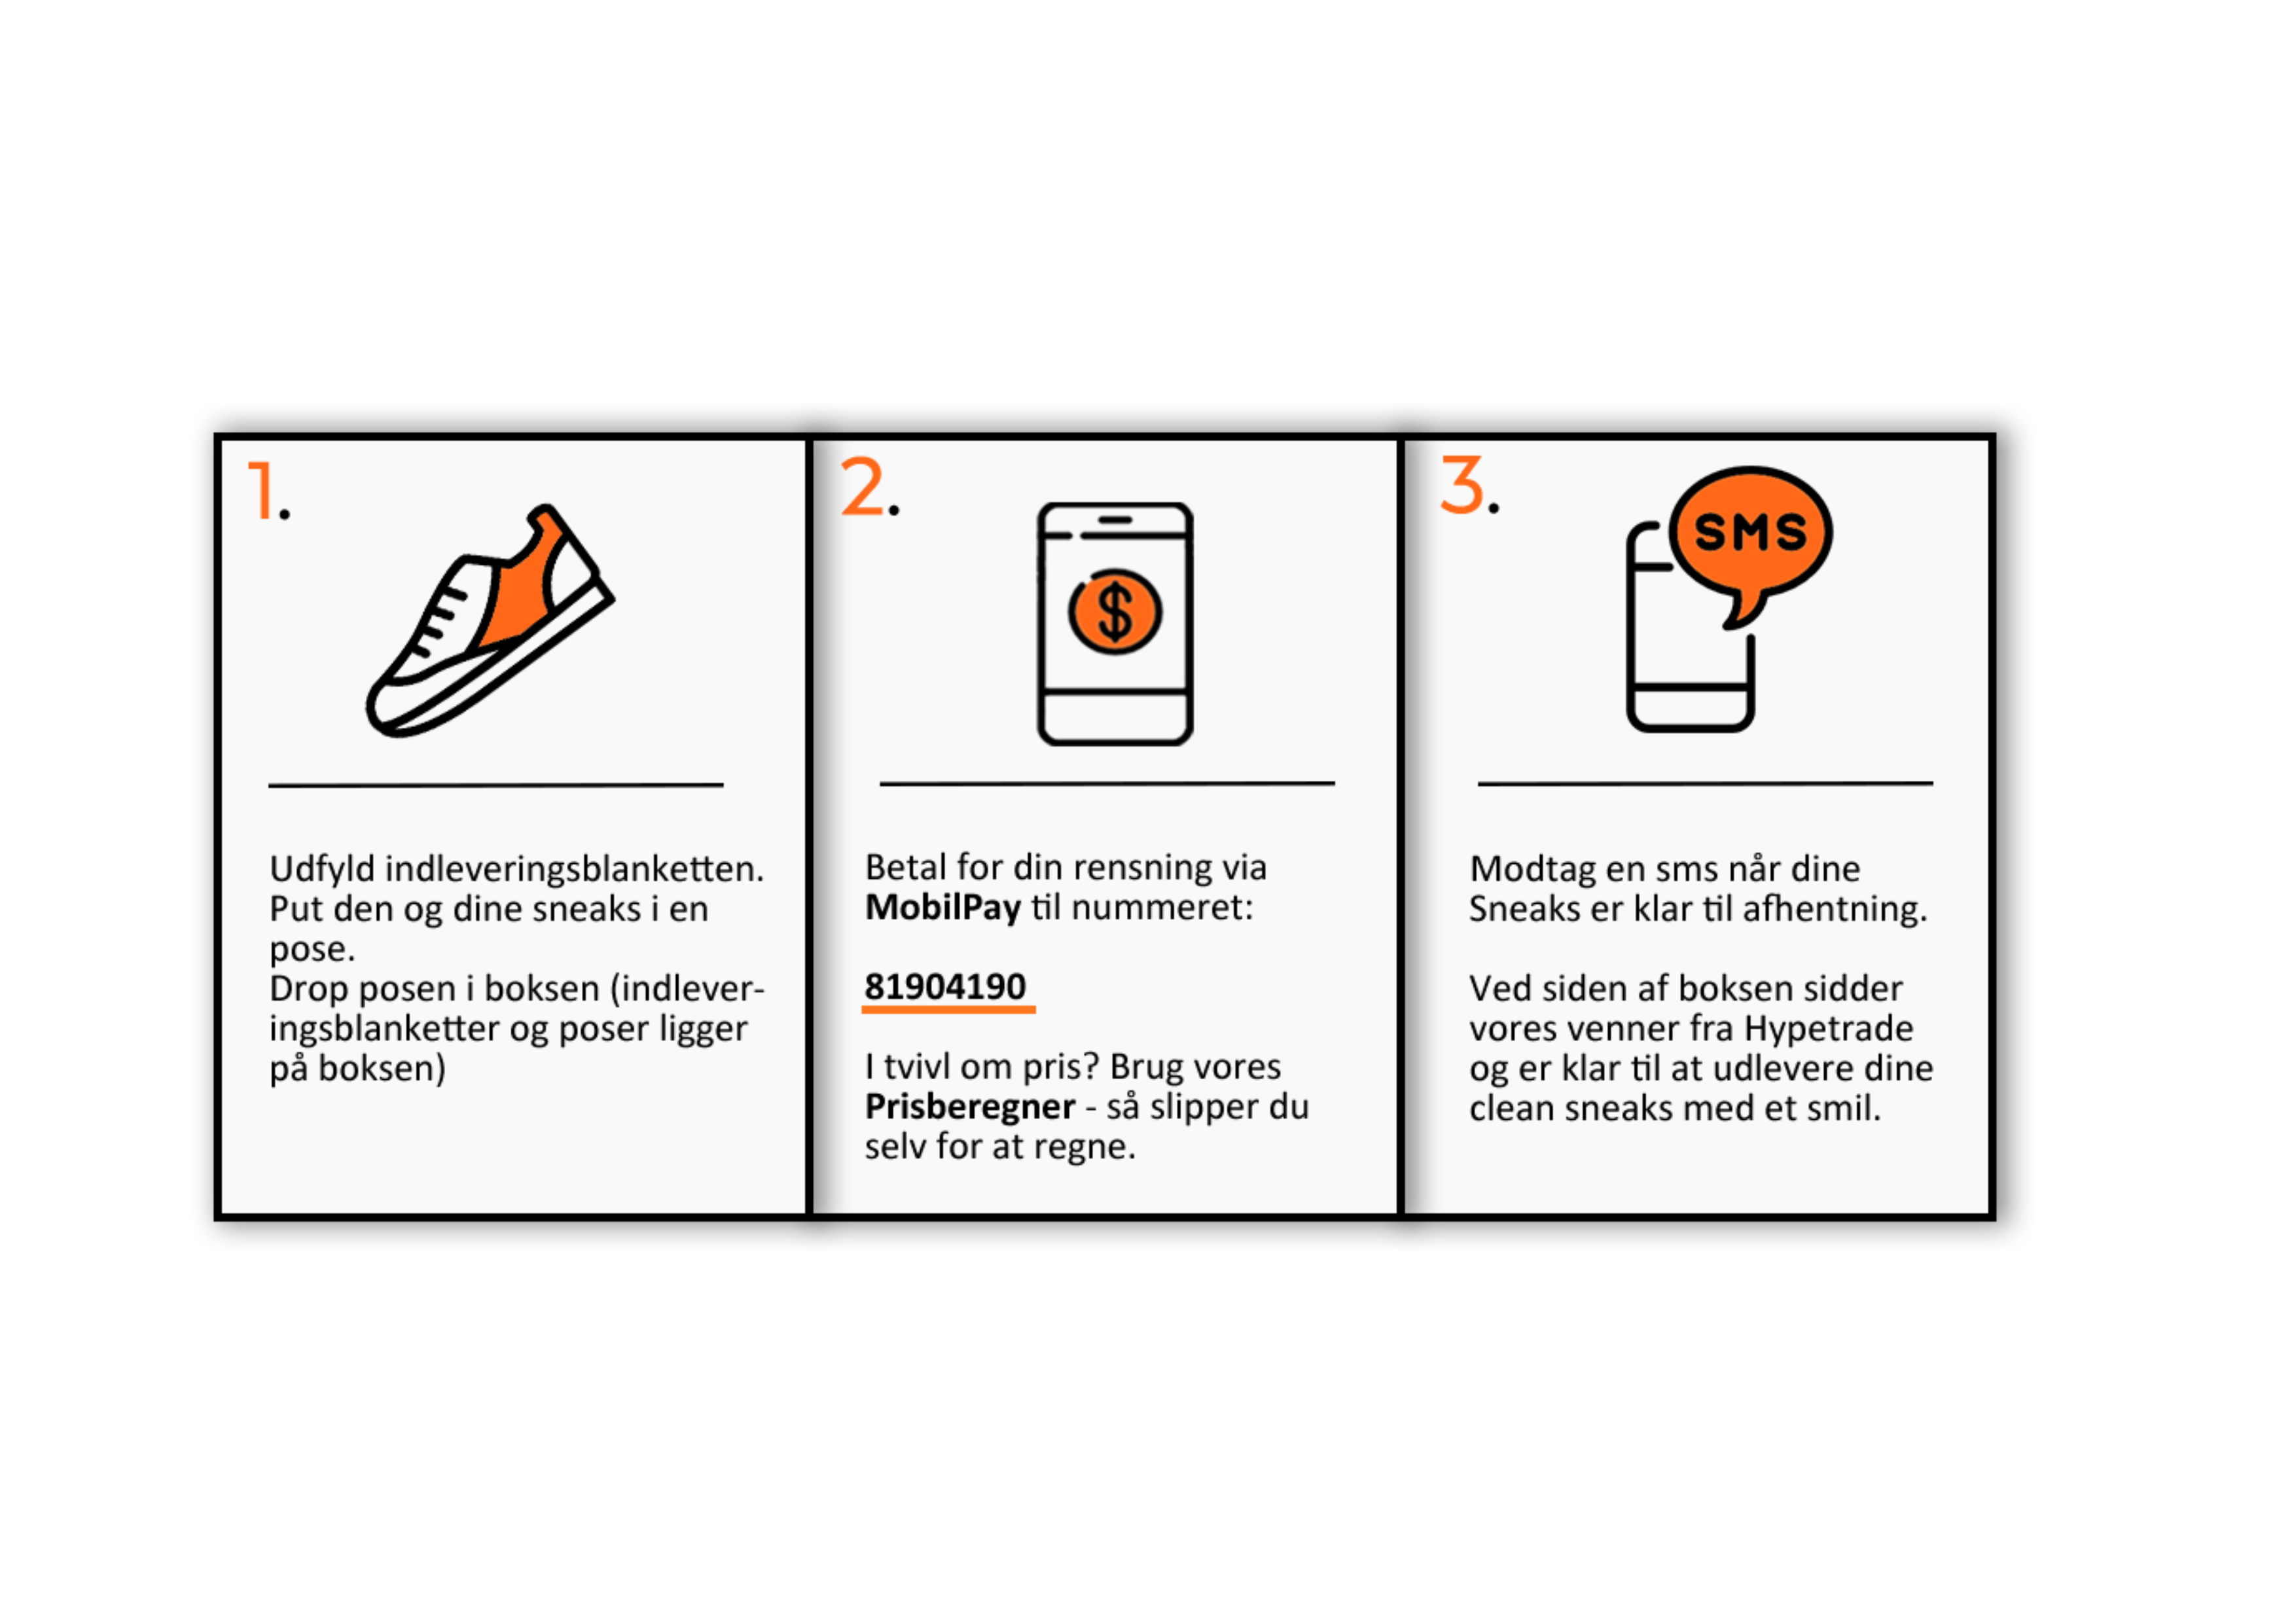 1.
Udfyld indleveringsblanketten.
Put den og dine sneaks i en
pose.
Drop posen i boksen (indlever-
ingsblanketter og poser ligger
på boksen)
2.
$
Betal for din rensning via
MobilPay til nummeret:
81904190
I tvivl om pris? Brug vores
Prisberegner - så slipper du
selv for at regne.
3.
SMS
Modtag en sms når dine
Sneaks er klar til afhentning.
Ved siden af boksen sidder
vores venner fra Hypetrade
og er klar til at udlevere dine
clean sneaks med et smil.